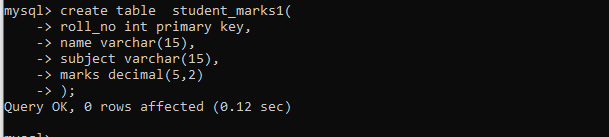 mysql> create table  student_marks1(
    -> roll_no int primary key,
    -> name varchar(15),
    -> subject varchar(15),
    -> marks decimal(5,2)
    -> );
Query OK, 0 rows affected (0.12 sec)
mysql>